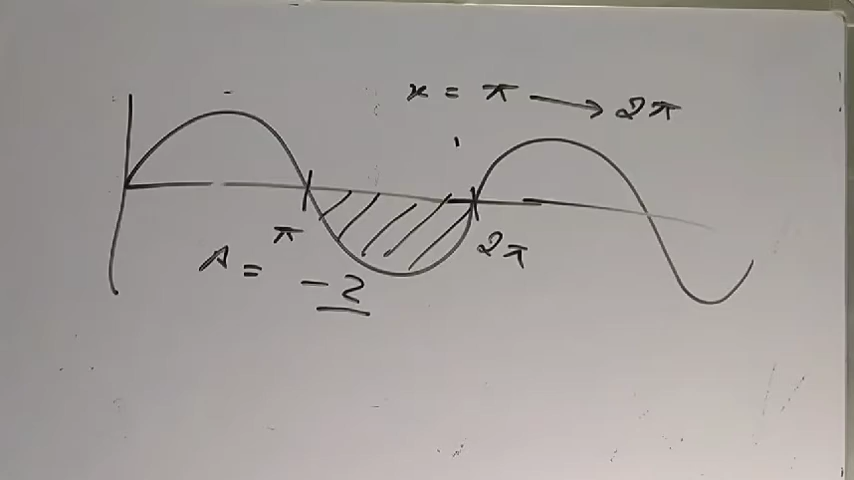 x = π → 2π
π
2π
A = -2